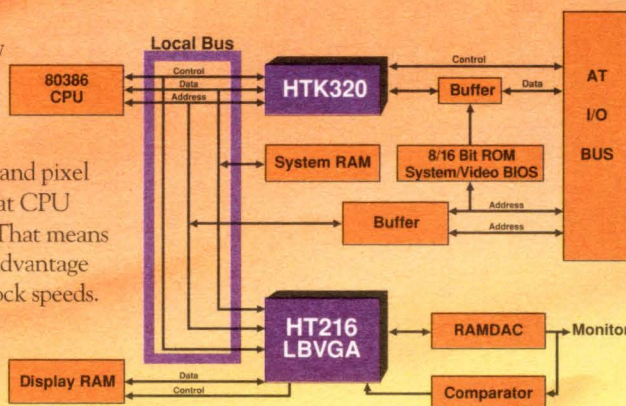 and pixel
at CPU
That means
dvantage
ock speeds.
Local Bus
80386
CPU
Control
Data
Address
HTK320
Control
Buffer
Data
AT
I/O
BUS
System RAM
8/16 Bit ROM
System/Video BIOS
Buffer
Address
Address
HT216
LBVGA
RAMDAC
Monitor
Display RAM
Data
Control
Comparator